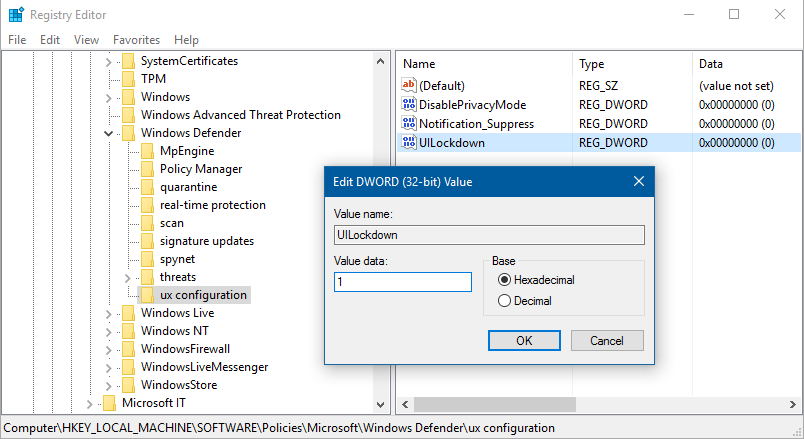 Registry Editor
File Edit View Favorites Help
SystemCertificates
TPM
Windows
Windows Advanced Threat Protection
Windows Defender
MpEngine
Policy Manager
quarantine
real-time protection
scan
signature updates
spynet
threats
ux configuration
Windows Live
Windows NT
WindowsFirewall
WindowsLiveMessenger
WindowsStore
Microsoft IT
Name Type Data
ab (Default) REG_SZ (value not set)
DisablePrivacyMode REG_DWORD 0x00000000 (0)
Notification_Suppress REG_DWORD 0x00000000 (0)
UILockdown REG_DWORD 0x00000000 (0)
Edit DWORD (32-bit) Value
Value name:
UILockdown
Value data:
1
Base
Hexadecimal
Decimal
OK Cancel
Computer\HKEY_LOCAL_MACHINE\SOFTWARE\Policies\Microsoft\Windows Defender\ux configuration